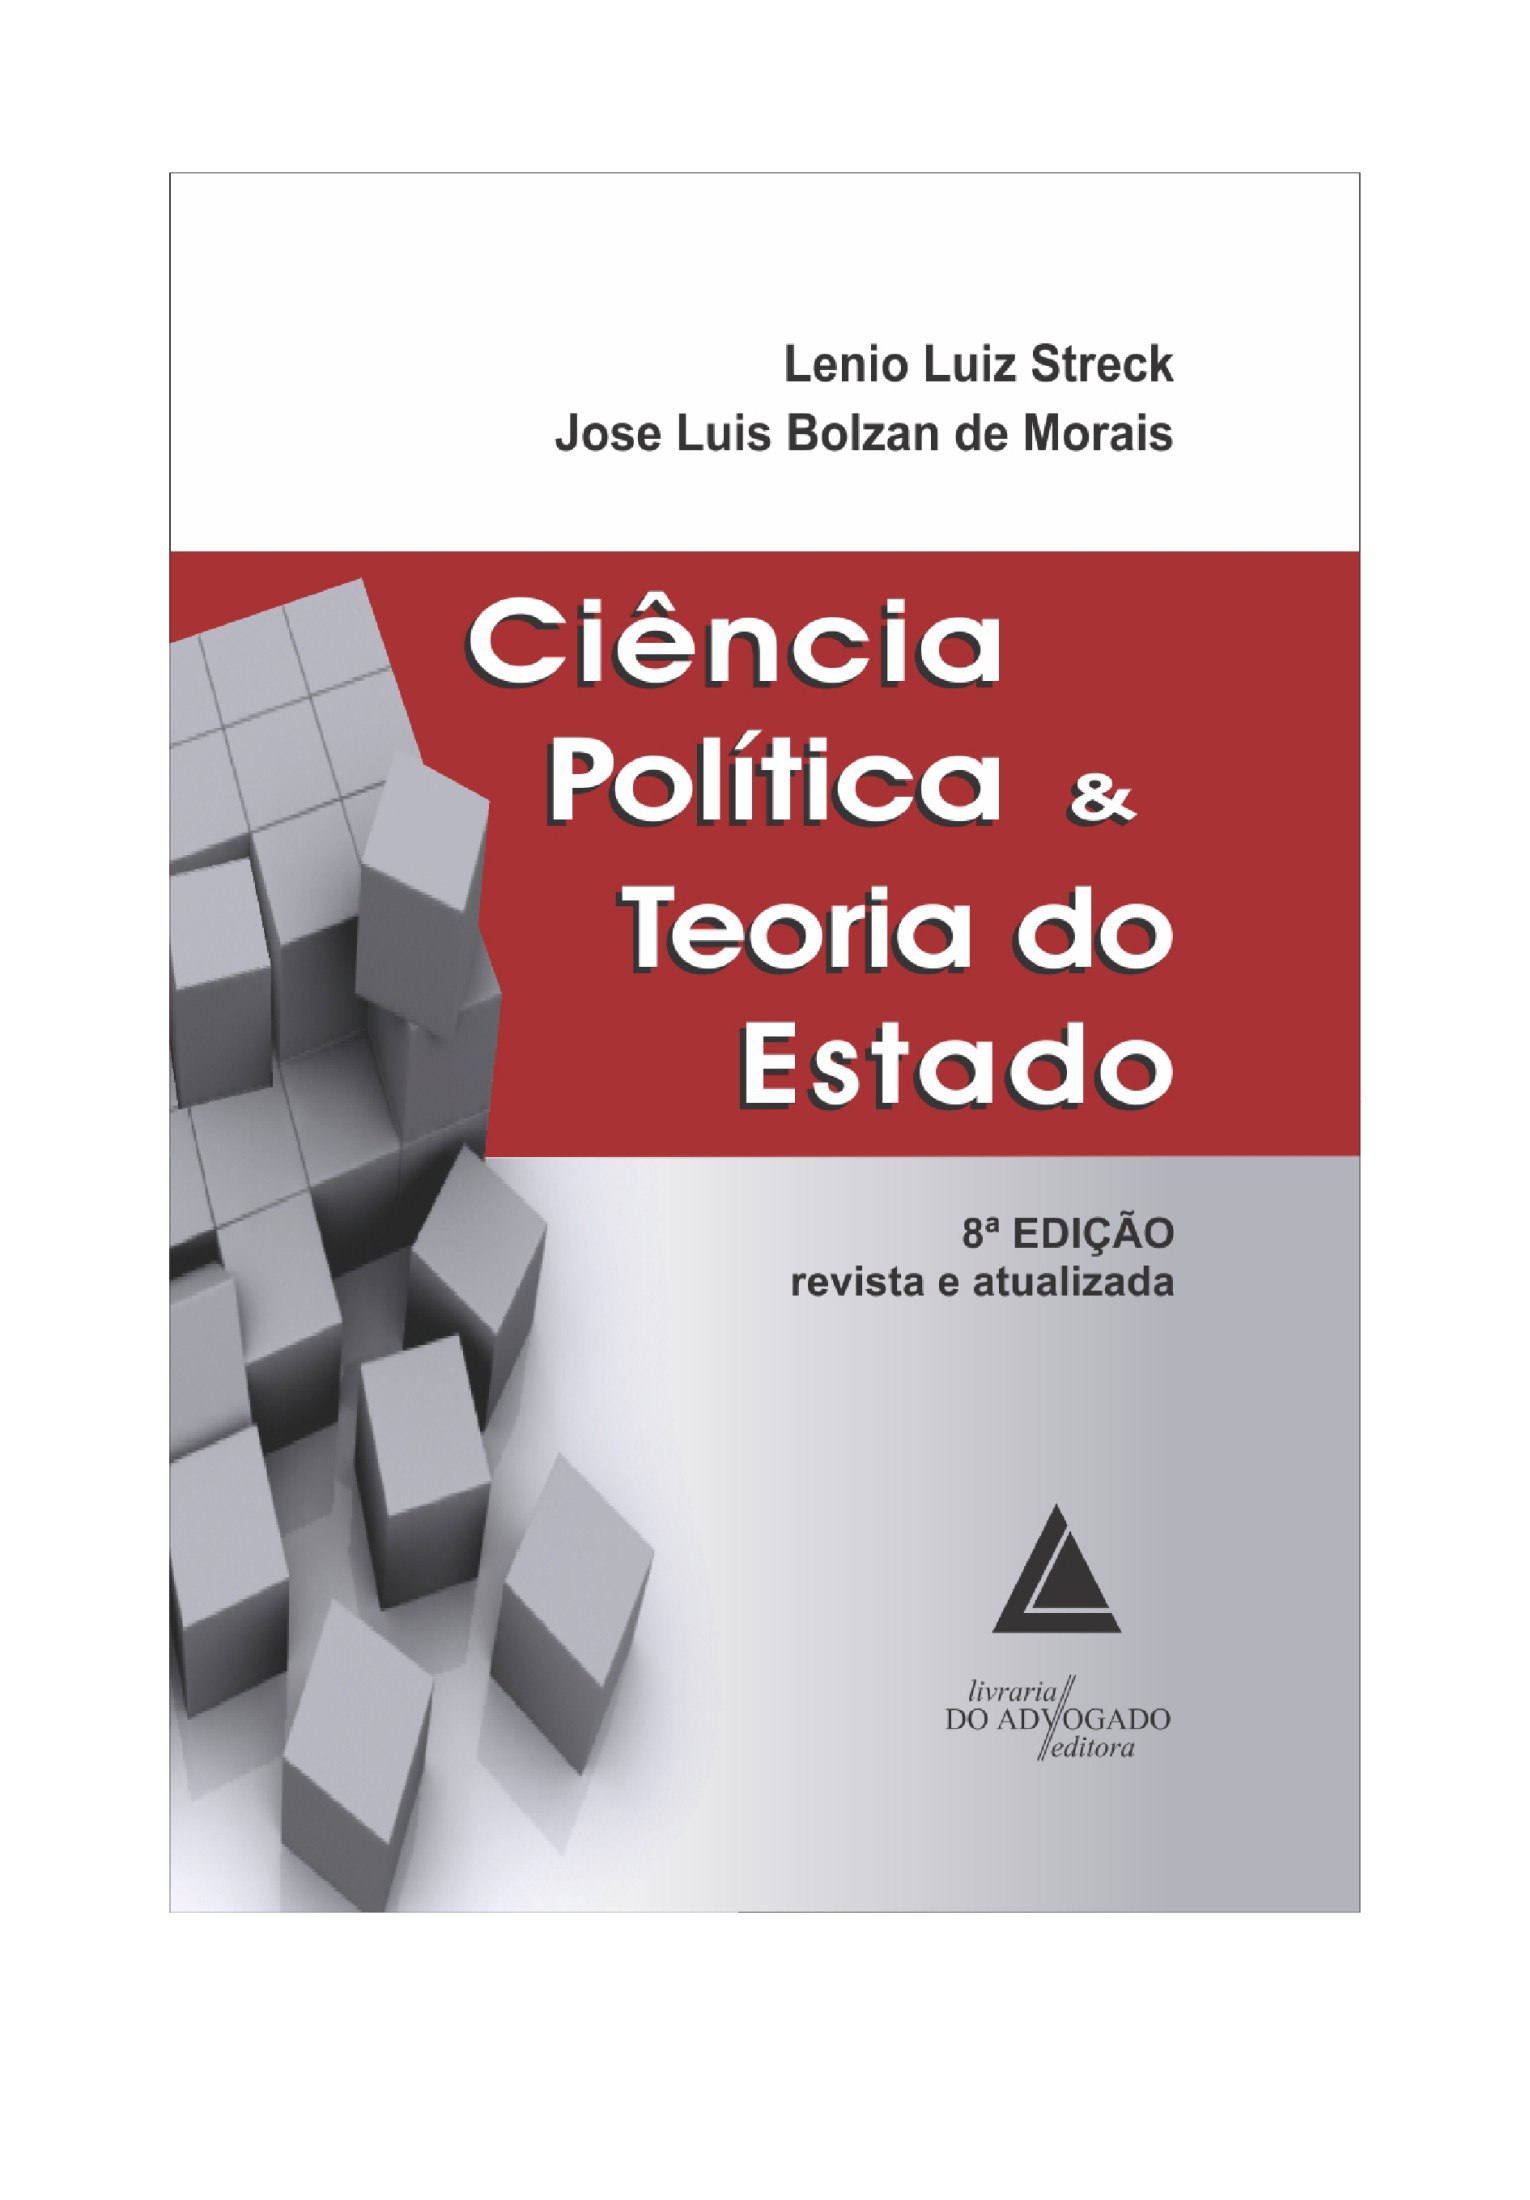 Lenio Luiz Streck
Jose Luis Bolzan de Morais
Ciência
Política &
Teoria do
Estado
8ª EDIÇÃO
revista e atualizada
livraria
DO ADVOGADO
editora